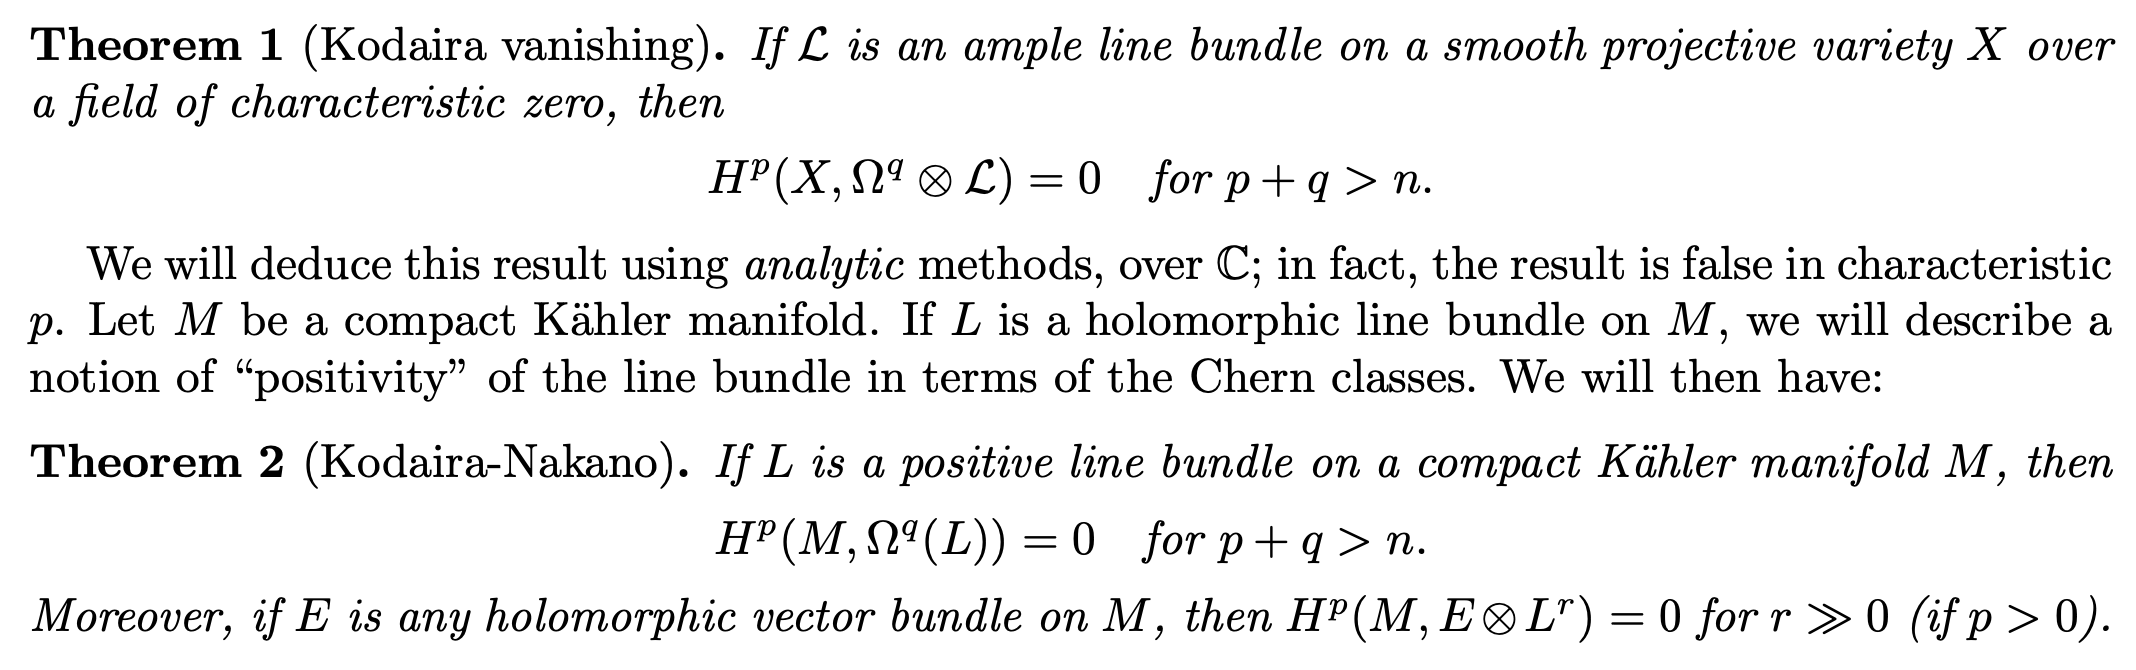 Theorem 1 (Kodaira vanishing). If ℒ is an ample line bundle on a smooth projective variety X over
a field of characteristic zero, then
Hᵖ(X, Ω^q ⊗ ℒ) = 0 for p + q > n.
We will deduce this result using analytic methods, over ℂ; in fact, the result is false in characteristic
p. Let M be a compact Kähler manifold. If L is a holomorphic line bundle on M, we will describe a
notion of “positivity” of the line bundle in terms of the Chern classes. We will then have:
Theorem 2 (Kodaira-Nakano). If L is a positive line bundle on a compact Kähler manifold M, then
Hᵖ(M, Ω^q(L)) = 0 for p + q > n.
Moreover, if E is any holomorphic vector bundle on M, then Hᵖ(M, E ⊗ Lʳ) = 0 for r ≫ 0 (if p > 0).